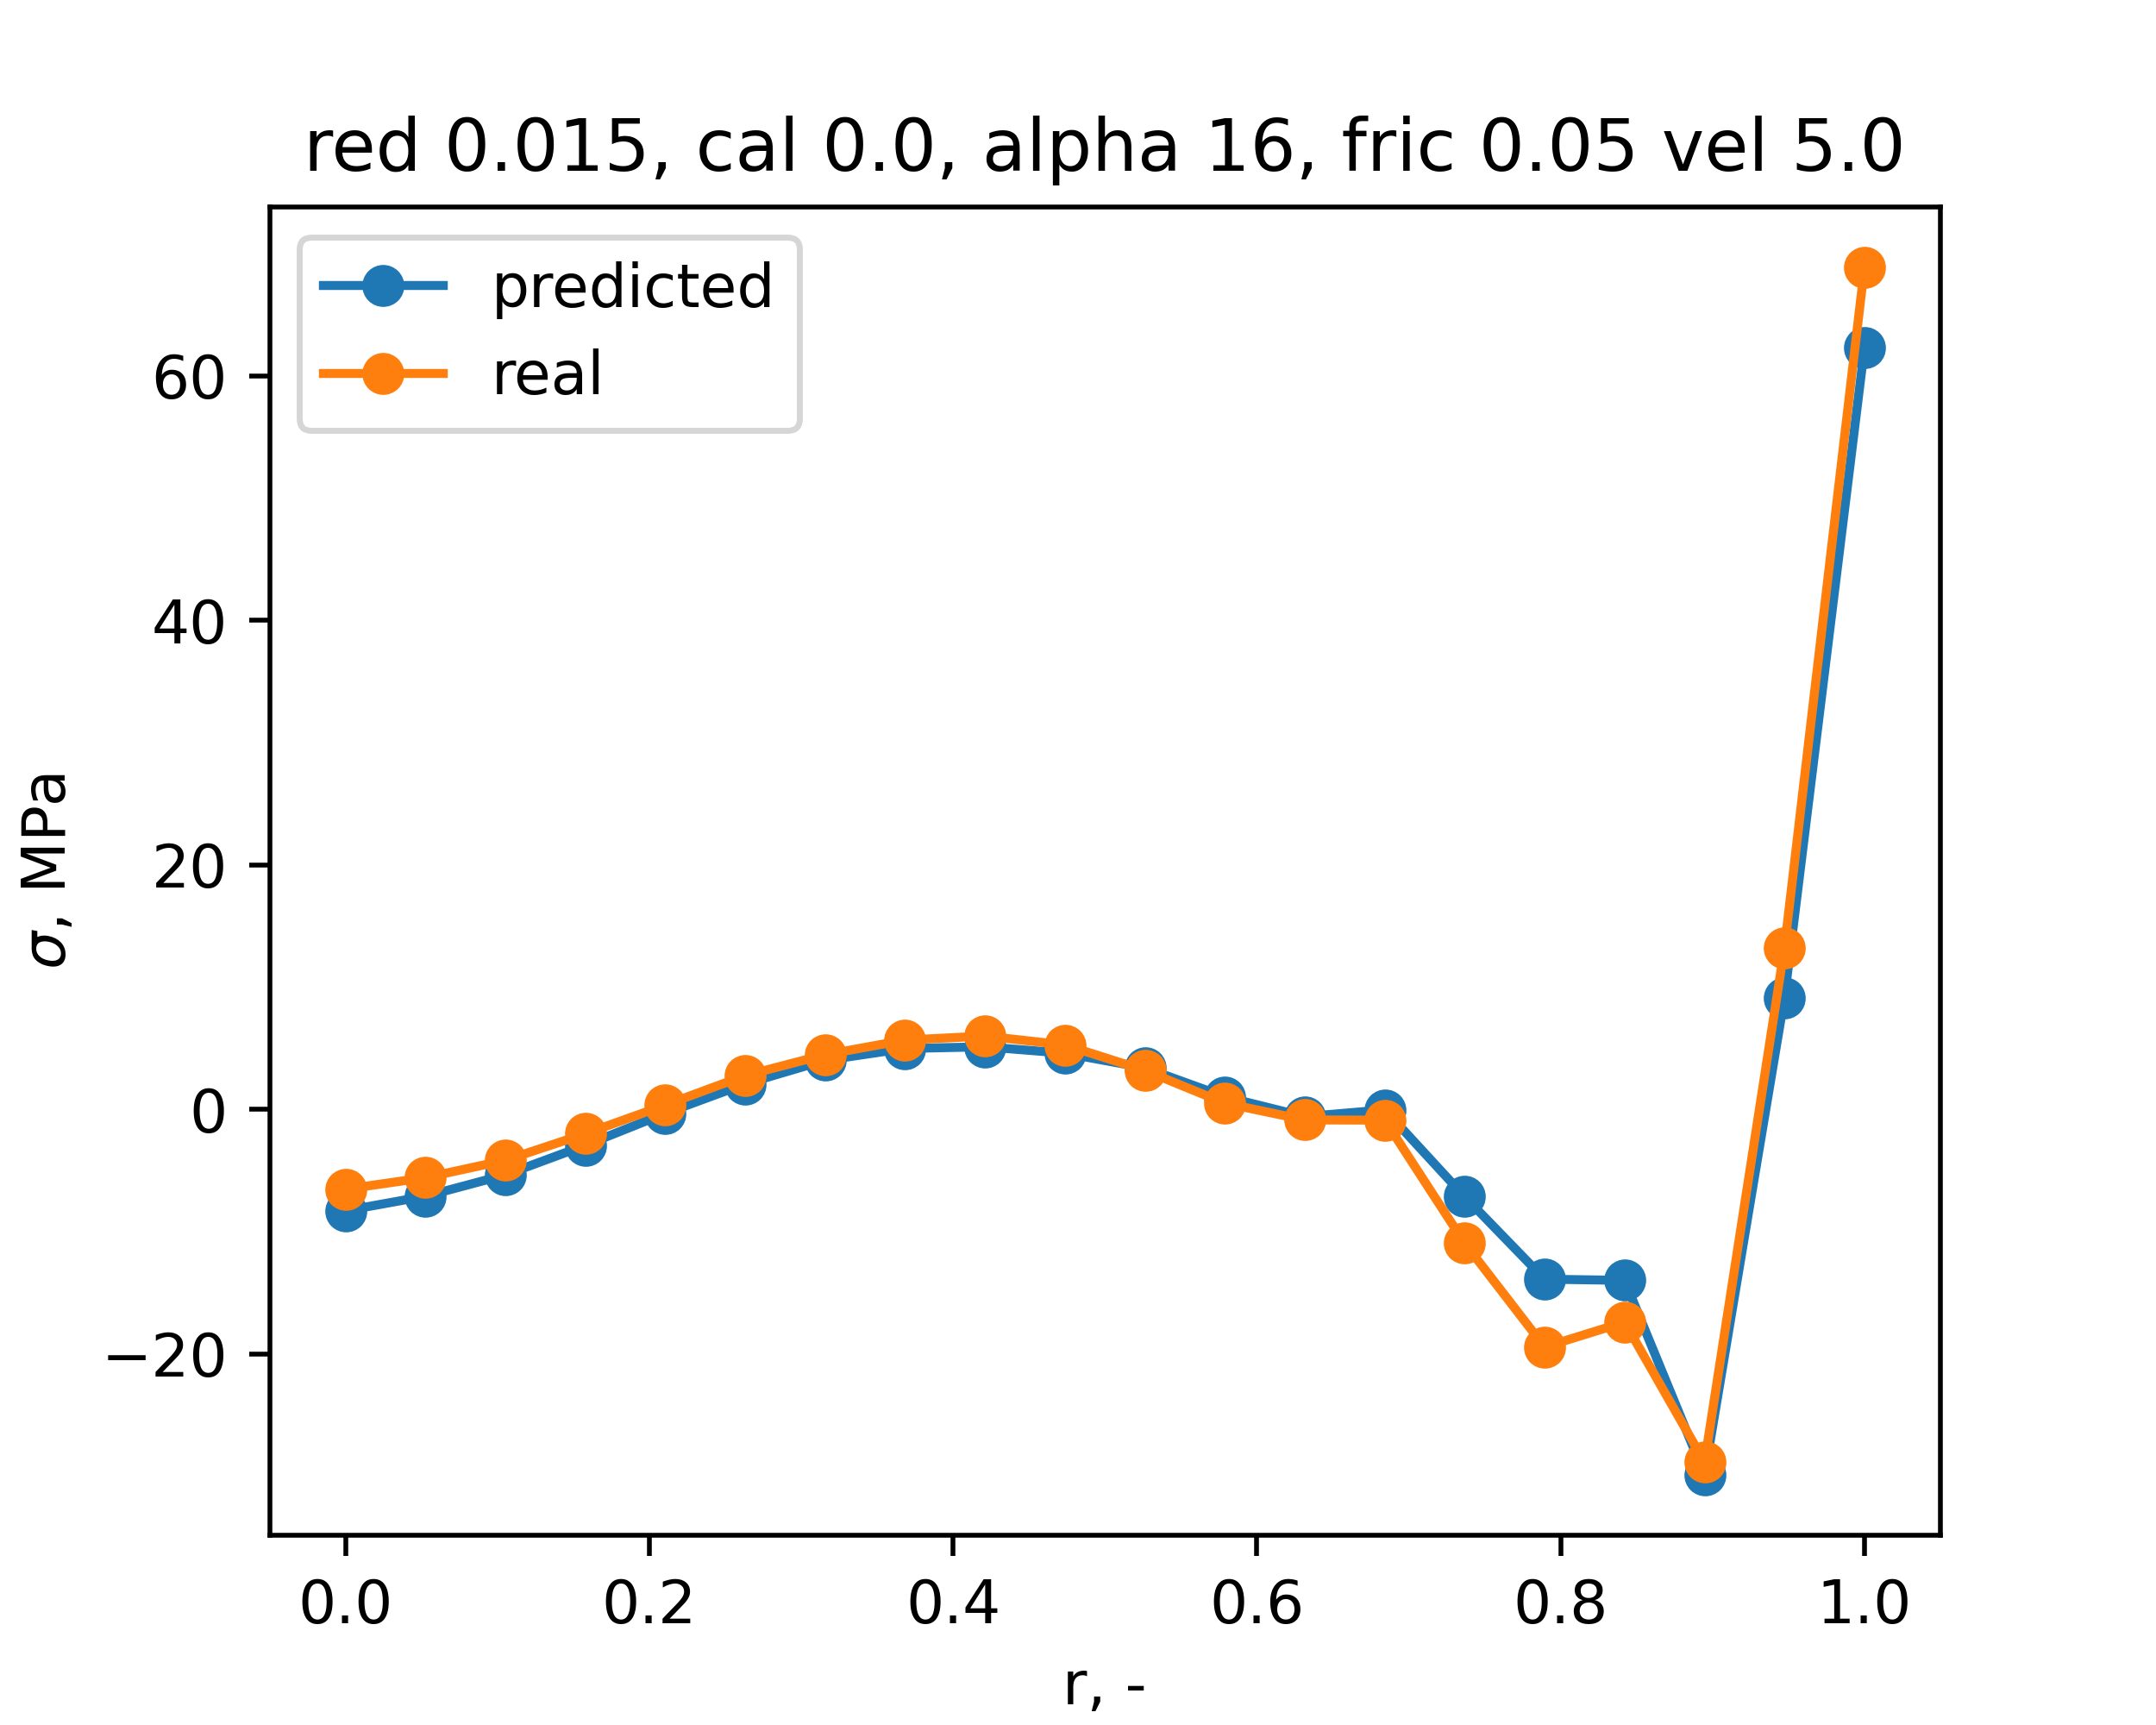 red 0.015, cal 0.0, alpha 16, fric 0.05 vel 5.0
predicted
real
60
40
20
0
−20
σ, MPa
0.0 0.2 0.4 0.6 0.8 1.0
r, -